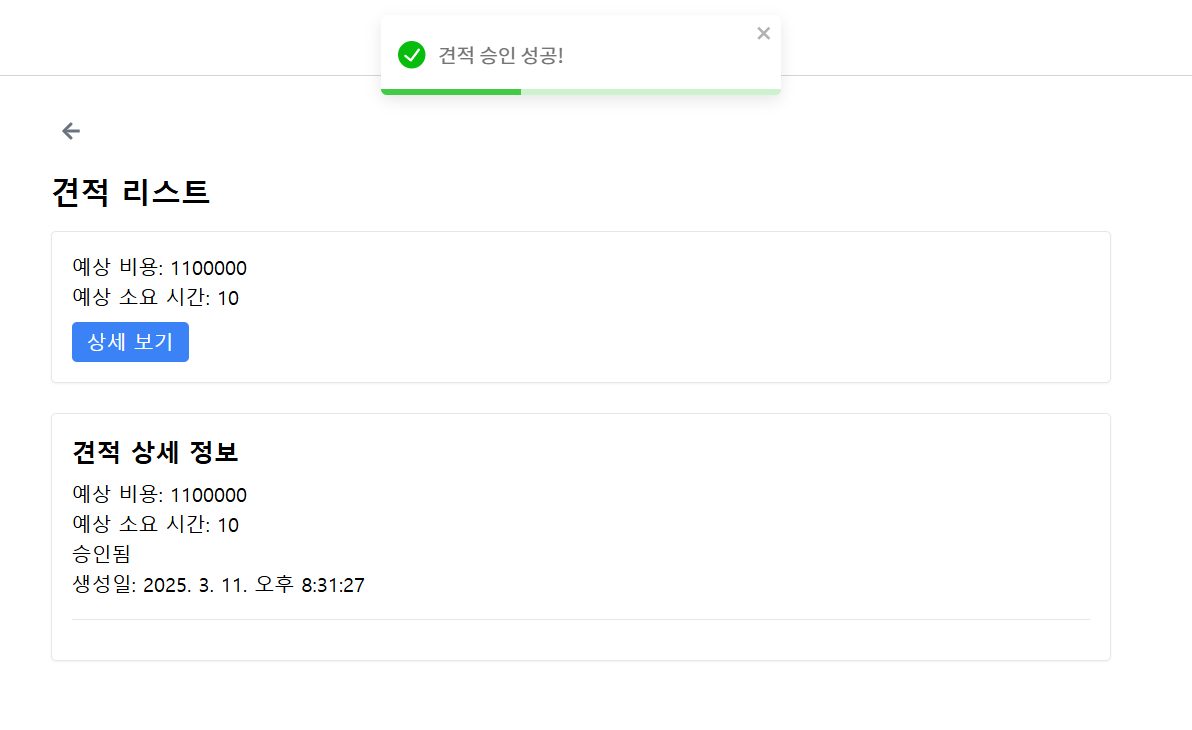 견적 승인 성공!
견적 리스트
예상 비용: 1100000
예상 소요 시간: 10
상세 보기
견적 상세 정보
예상 비용: 1100000
예상 소요 시간: 10
승인됨
생성일: 2025. 3. 11. 오후 8:31:27